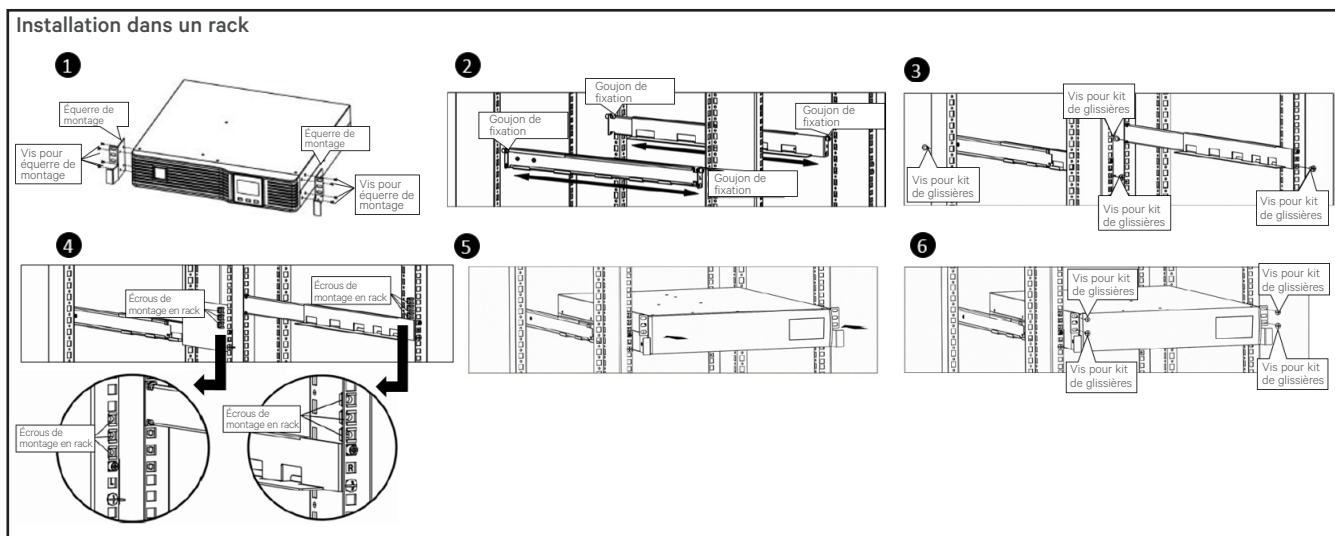 Installation dans un rack
1
Équerre de
montage
Vis pour
équerre de
montage
Équerre de
montage
Vis pour
équerre de
montage
2
Goujon de
fixation
Goujon de
fixation
Goujon de
fixation
Goujon de
fixation
3
Vis pour kit
de glissières
Vis pour kit
de glissières
Vis pour kit
de glissières
Vis pour kit
de glissières
4
Écrous de
montage en rack
Écrous de
montage en rack
Écrous de
montage en rack
L
Écrous de
montage en rack
R
5
6
Vis pour kit
de glissières
Vis pour kit
de glissières
Vis pour kit
de glissières
Vis pour kit
de glissières